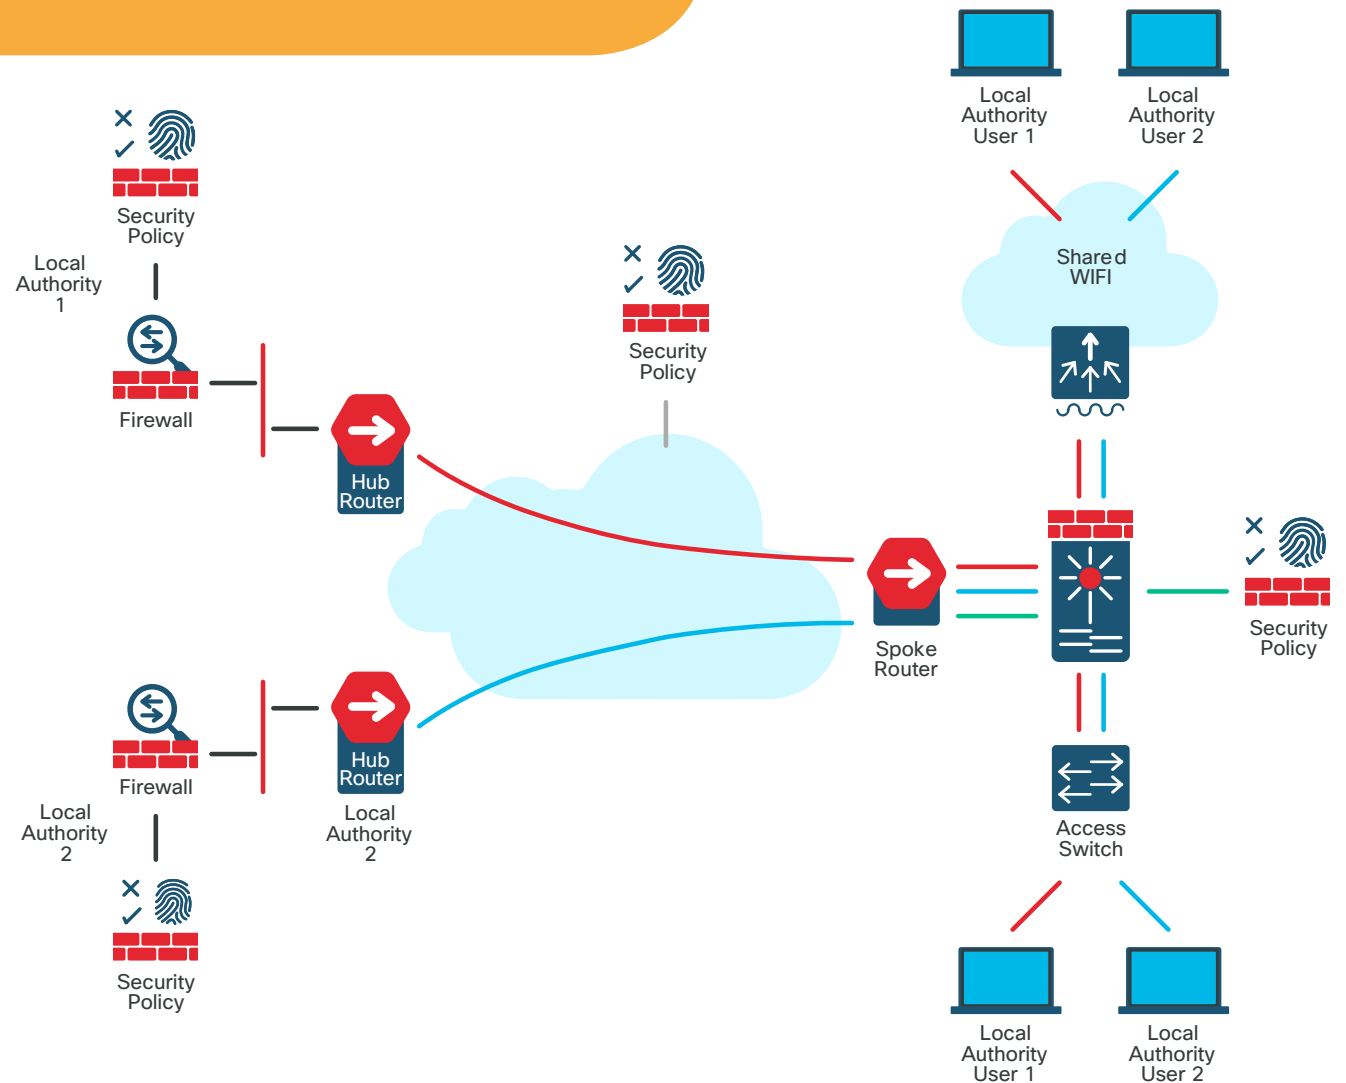 Local
Authority
User 1
Local
Authority
User 2
Security
Policy
Local
Authority
1
Firewall
Hub
Router
Security
Policy
Shared
WIFI
Spoke
Router
Security
Policy
Firewall
Local
Authority
2
Hub
Router
Local
Authority
2
Security
Policy
Access
Switch
Local
Authority
User 1
Local
Authority
User 2